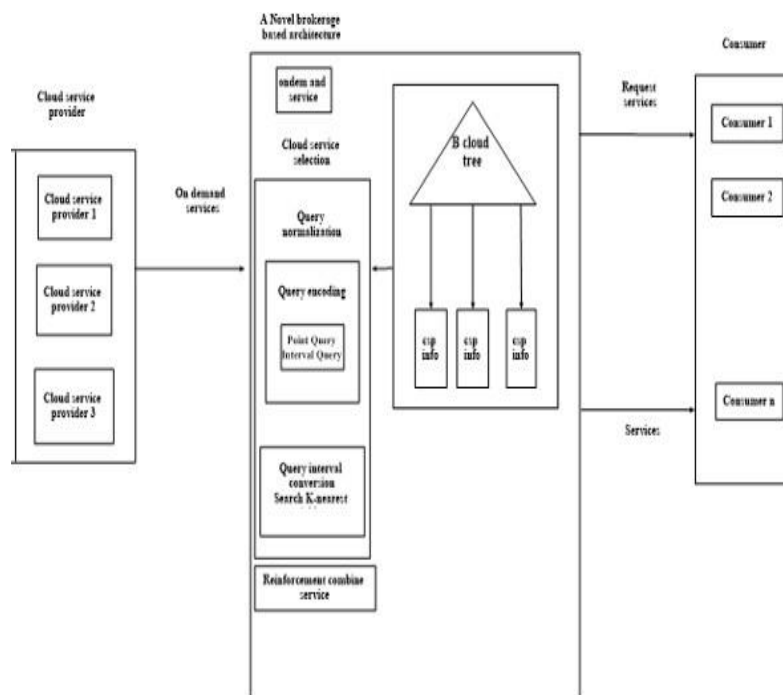 A Novel brokerage
based architecture
Consumer
Cloud service
provider
ondem and
service
Request
services
Consumer 1
B cloud
tree
Cloud service
selection
Cloud service
provider 1
On demand
services
Consumer 2
Query
normalization
Cloud service
provider 2
Query encoding
Point Query
Interval Query
csp
info
csp
info
csp
info
Cloud service
provider 3
Consumer n
Services
Query interval
conversion
Search K-nearest
Reinforcement combine
service